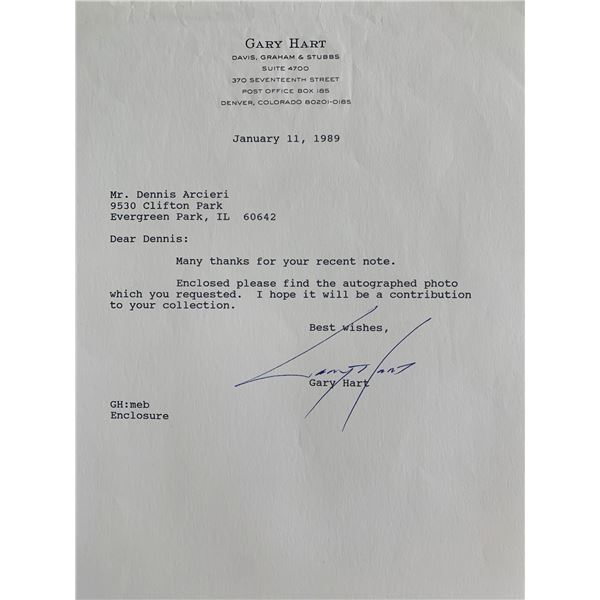 GARY HART
DAVIS, GRAHAM & STUBBS
SUITE 4700
370 SEVENTEENTH STREET
POST OFFICE BOX 185
DENVER, COLORADO 80201-0185
January 11, 1989
Mr. Dennis Arcieri
9530 Clifton Park
Evergreen Park, IL 60642
Dear Dennis:
Many thanks for your recent note.
Enclosed please find the autographed photo
which you requested. I hope it will be a contribution
to your collection.
Best wishes,
Gary Hart
Gary Hart
GH:meb
Enclosure